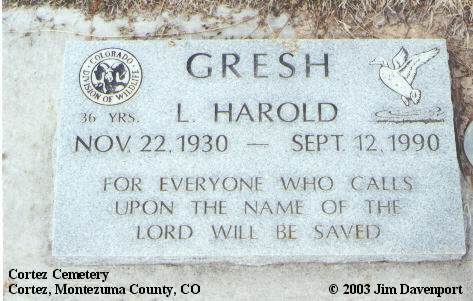 COLORADO
DIVISION OF WILDLIFE
GRESH
36 YRS. L. HAROLD
NOV. 22, 1930 — SEPT. 12, 1990
FOR EVERYONE WHO CALLS
UPON THE NAME OF THE
LORD WILL BE SAVED
Cortez Cemetery
Cortez, Montezuma County, CO © 2003 Jim Davenport